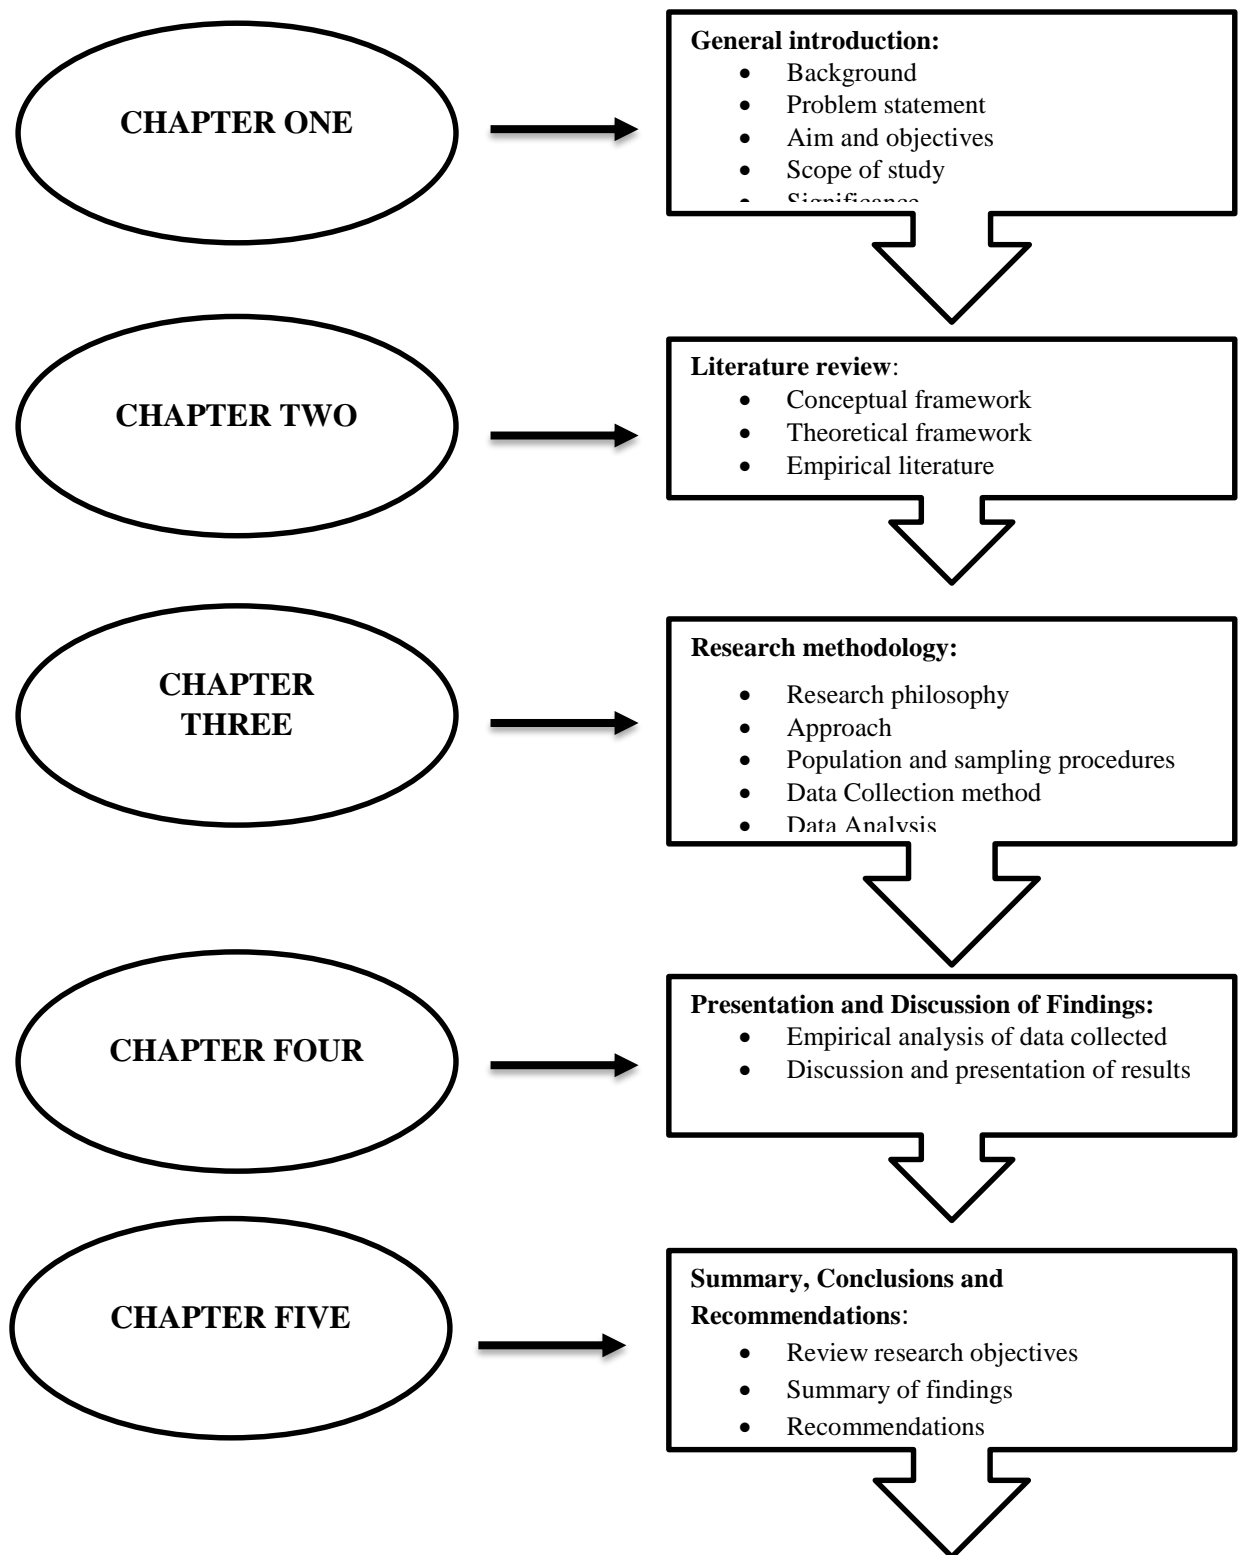 CHAPTER ONE
General introduction:
• Background
• Problem statement
• Aim and objectives
• Scope of study
• Significance
CHAPTER TWO
Literature review:
• Conceptual framework
• Theoretical framework
• Empirical literature
CHAPTER
THREE
Research methodology:
• Research philosophy
• Approach
• Population and sampling procedures
• Data Collection method
• Data Analysis
CHAPTER FOUR
Presentation and Discussion of Findings:
• Empirical analysis of data collected
• Discussion and presentation of results
CHAPTER FIVE
Summary, Conclusions and
Recommendations:
• Review research objectives
• Summary of findings
• Recommendations